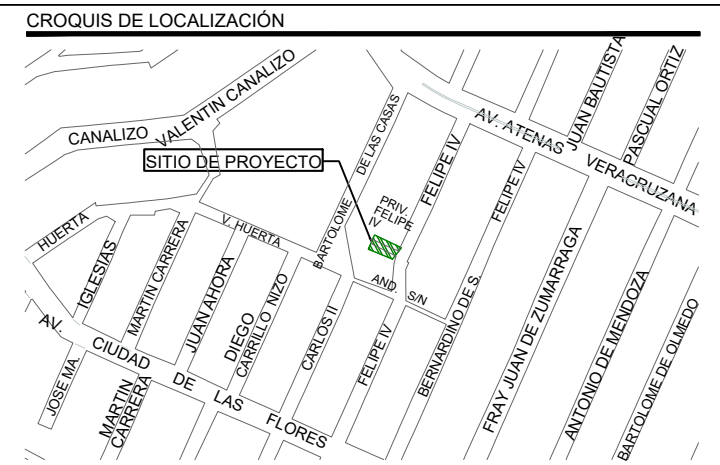 CROQUIS DE LOCALIZACIÓN
VALENTIN CANALIZO
CANALIZO
SITIO DE PROYECTO
BARTOLOME DE LAS CASAS
AV. ATENAS VERACRUZANA
JUAN BAUTISTA
PASCUAL ORTIZ
FELIPE IV
FELIPE IV
PRIV.
FELIPE
IV
HUERTA
V. HUERTA
AND. S/N
IGLESIAS
MARTIN CARRERA
JUAN AHORA
DIEGO
CARRILLO NIZO
CARLOS II
FELIPE IV
BERNARDINO DE S.
FRAY JUAN DE ZUMARRAGA
ANTONIO DE MENDOZA
BARTOLOME DE OLMEDO
AV. CIUDAD DE LAS FLORES
JOSE MA.
MARTIN
CARRERA